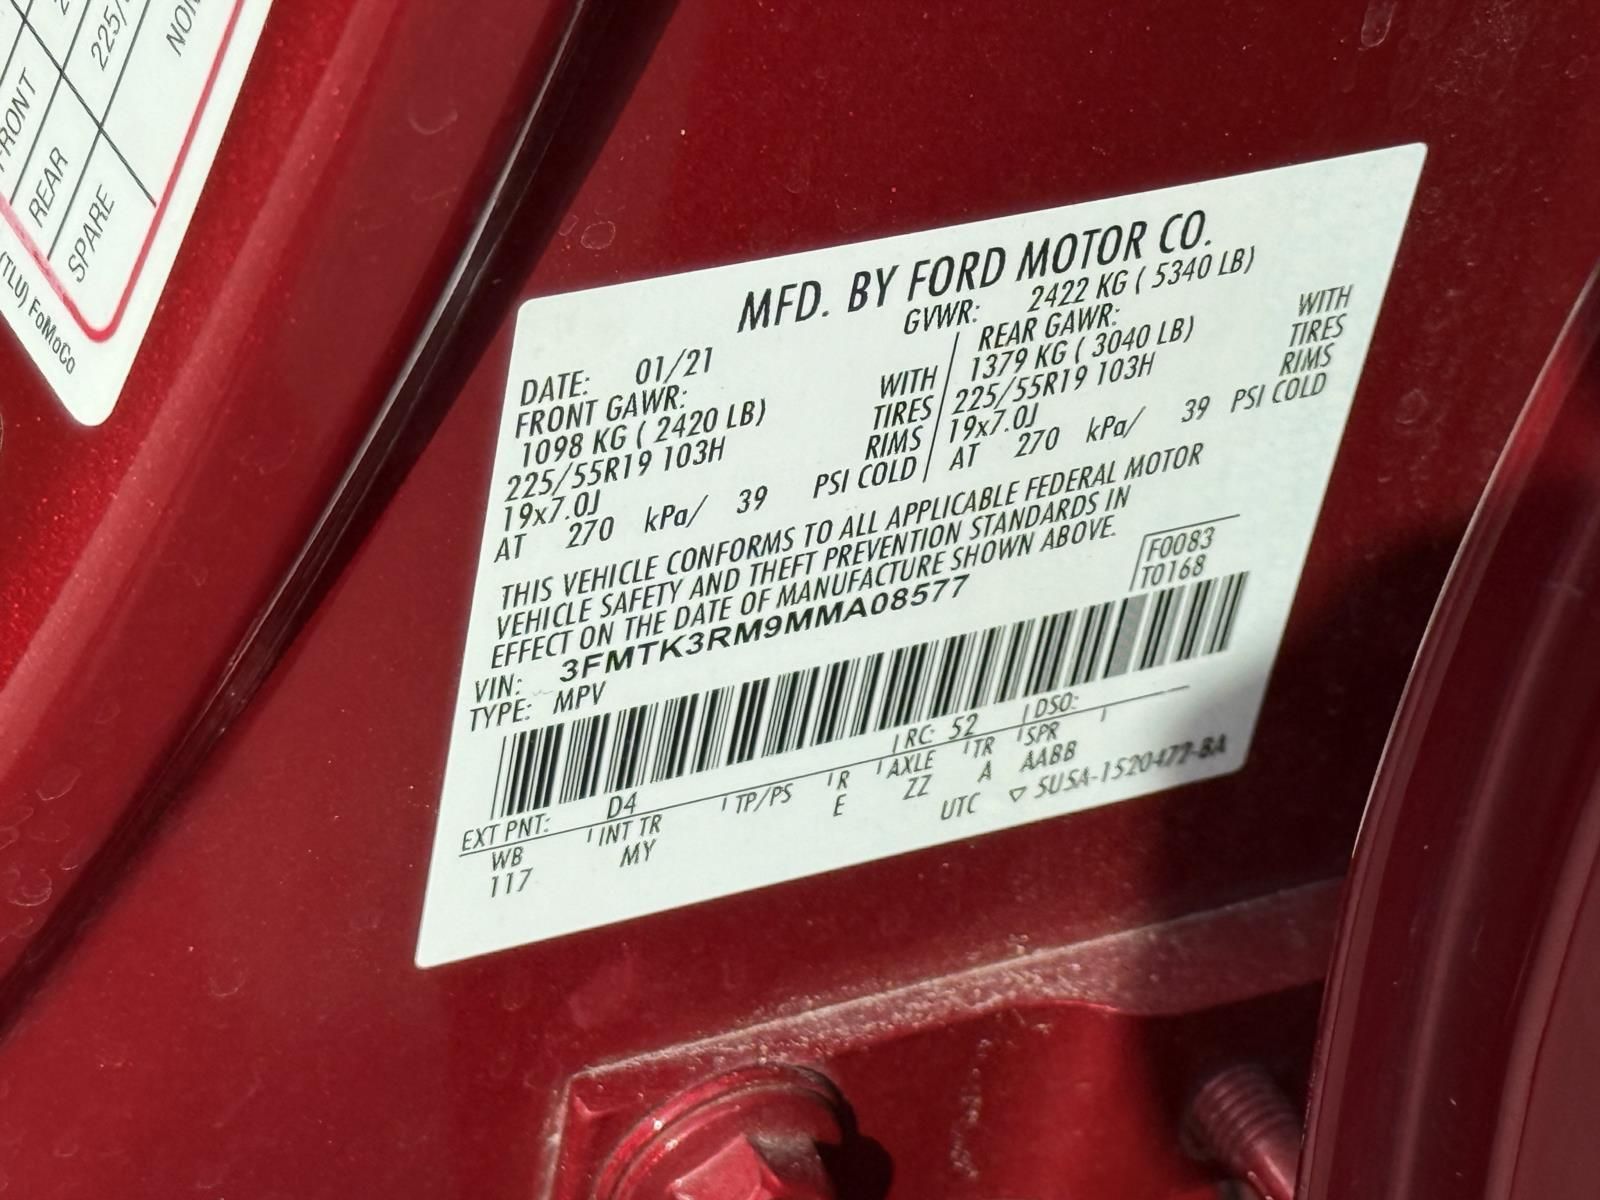 FRONT
225/
REAR
NON
SPARE
(TLU) FoMoCo
MFD. BY FORD MOTOR CO.
DATE: 01/21 GVWR: 2422 KG ( 5340 LB)
FRONT GAWR: WITH REAR GAWR: WITH
1098 KG ( 2420 LB) TIRES 1379 KG ( 3040 LB) TIRES
225/55R19 103H RIMS 225/55R19 103H RIMS
19x7.0J PSI COLD 19x7.0J PSI COLD
AT 270 kPa/ 39 AT 270 kPa/ 39
THIS VEHICLE CONFORMS TO ALL APPLICABLE FEDERAL MOTOR
VEHICLE SAFETY AND THEFT PREVENTION STANDARDS IN
EFFECT ON THE DATE OF MANUFACTURE SHOWN ABOVE.
F0083
T0168
VIN: 3FMTK3RM9MMA08577
TYPE: MPV
EXT PNT: D4 RC: 52 DSO:
WB INT TR TP/PS R AXLE TR SPR
117 MY E ZZ A AABB
UTC ▽ 5USA-1520472-BA